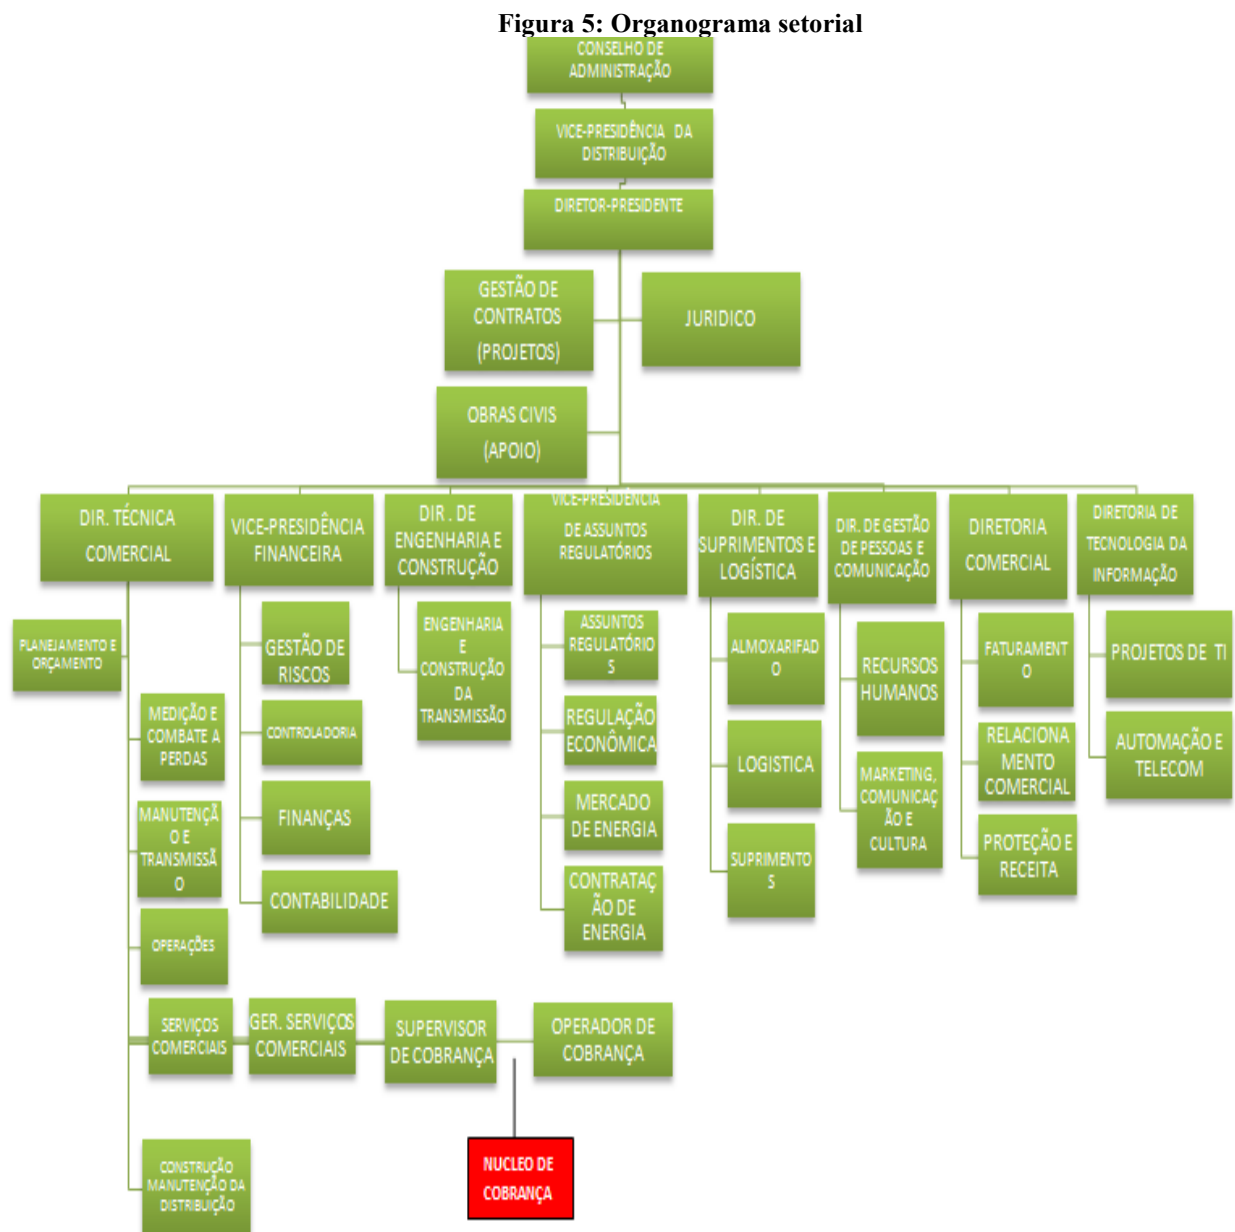 Figura 5: Organograma setorial
CONSELHO DE
ADMINISTRAÇÃO
VICE-PRESIDÊNCIA DA
DISTRIBUIÇÃO
DIRETOR-PRESIDENTE
GESTÃO DE
CONTRATOS
(PROJETOS)
JURIDICO
OBRAS CIVIS
(APOIO)
DIR. TÉCNICA
COMERCIAL
VICE-PRESIDÊNCIA
FINANCEIRA
DIR . DE
ENGENHARIA E
CONSTRUÇÃO
VICE-PRESIDÊNCIA
DE ASSUNTOS
REGULATÓRIOS
DIR. DE
SUPRIMENTOS E
LOGÍSTICA
DIR. DE GESTÃO
DE PESSOAS E
COMUNICAÇÃO
DIRETORIA
COMERCIAL
DIRETORIA DE
TECNOLOGIA DA
INFORMAÇÃO
PLANEJAMENTO E
ORÇAMENTO
MEDIÇÃO E
COMBATE A
PERDAS
MANUTENÇÃ
O E
TRANSMISSÃ
O
OPERAÇÕES
SERVIÇOS
COMERCIAIS
GER. SERVIÇOS
COMERCIAIS
SUPERVISOR
DE COBRANÇA
OPERADOR DE
COBRANÇA
NUCLEO DE
COBRANÇA
CONSTRUÇÃO
MANUTENÇÃO DA
DISTRIBUIÇÃO
GESTÃO DE
RISCOS
CONTROLADORIA
FINANÇAS
CONTABILIDADE
ENGENHARIA
E
CONSTRUÇÃO
DA
TRANSMISSÃO
ASSUNTOS
REGULATÓRIO
S
REGULAÇÃO
ECONÔMICA
MERCADO
DE ENERGIA
CONTRATAÇ
ÃO DE
ENERGIA
ALMOXARIFAD
O
LOGISTICA
SUPRIMENTO
S
RECURSOS
HUMANOS
MARKETING,
COMUNICAÇ
ÃO E
CULTURA
FATURAMENT
O
RELACIONA
MENTO
COMERCIAL
PROTEÇÃO E
RECEITA
PROJETOS DE TI
AUTOMAÇÃO E
TELECOM